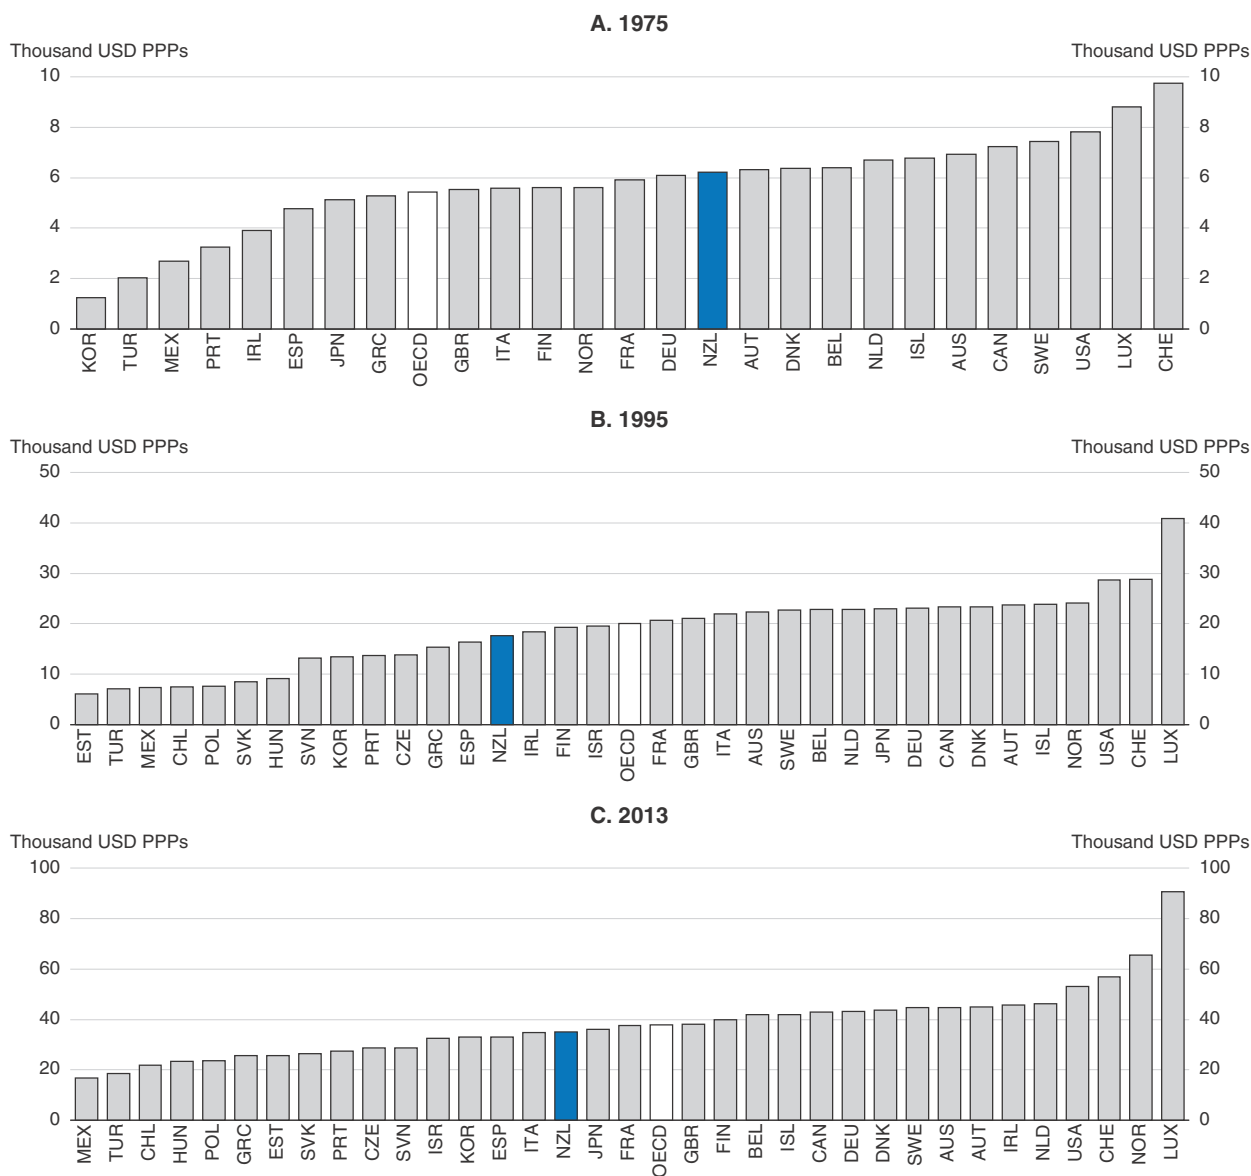 A. 1975
Thousand USD PPPs Thousand USD PPPs
10 10
8 8
6 6
4 4
2 2
0 0
KOR TUR MEX PRT IRL ESP JPN GRC OECD GBR ITA FIN NOR FRA DEU NZL AUT DNK BEL NLD ISL AUS CAN SWE USA LUX CHE
B. 1995
Thousand USD PPPs Thousand USD PPPs
50 50
40 40
30 30
20 20
10 10
0 0
EST TUR MEX CHL POL SVK HUN SVN KOR PRT CZE GRC ESP NZL IRL FIN ISR OECD FRA GBR ITA AUS SWE BEL NLD JPN DEU CAN DNK AUT ISL NOR USA CHE LUX
C. 2013
Thousand USD PPPs Thousand USD PPPs
100 100
80 80
60 60
40 40
20 20
0 0
MEX TUR CHL HUN POL GRC EST SVK PRT CZE SVN ISR KOR ESP ITA NZL JPN FRA OECD GBR FIN BEL ISL CAN DEU DNK SWE AUS AUT IRL NLD USA CHE NOR LUX